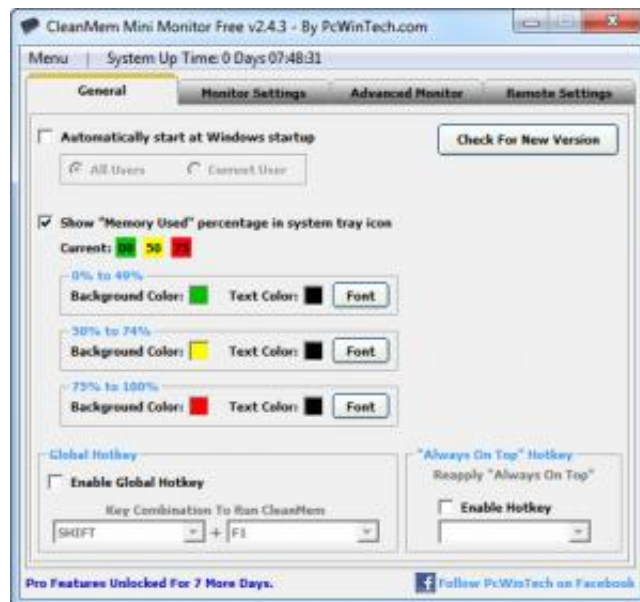 CleanMem Mini Monitor Free v2.4.3 - By PcWinTech.com
Menu | System Up Time: 0 Days 07:48:31
General Monitor Settings Advanced Monitor Remote Settings
Automatically start at Windows startup
Check For New Version
All Users Current User
Show "Memory Used" percentage in system tray icon
Current: 00 50 75
0% to 49%
Background Color: Text Color: Font
50% to 74%
Background Color: Text Color: Font
75% to 100%
Background Color: Text Color: Font
Global Hotkey
Enable Global Hotkey
Key Combination To Run CleanMem
SHIFT + F1
"Always On Top" Hotkey
Reapply "Always On Top"
Enable Hotkey
Pro Features Unlocked For 7 More Days.
Follow PcWinTech on Facebook